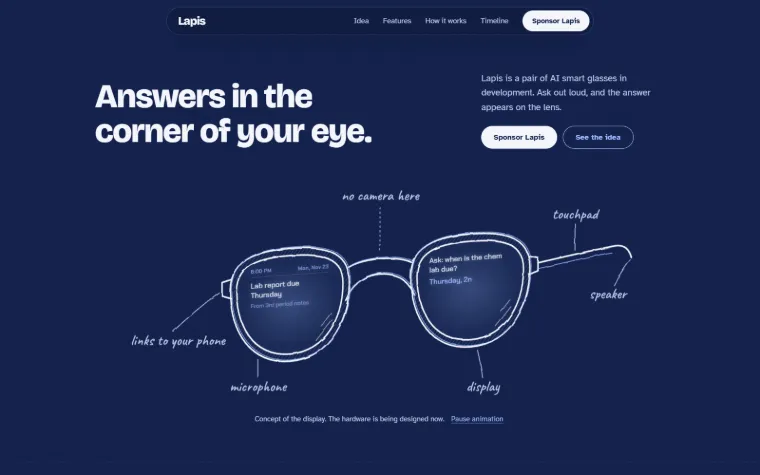 Lapis
Idea
Features
How it works
Timeline
Sponsor Lapis
Answers in the
corner of your eye.
Lapis is a pair of AI smart glasses in
development. Ask out loud, and the answer
appears on the lens.
Sponsor Lapis
See the idea
no camera here
touchpad
8:00 PM
Mon, Nov 23
Lab report due
Thursday
From 3rd period notes
Ask: when is the chem
lab due?
Thursday,
speaker
links to your phone
microphone
display
Concept of the display. The hardware is being designed now.
Pause animation